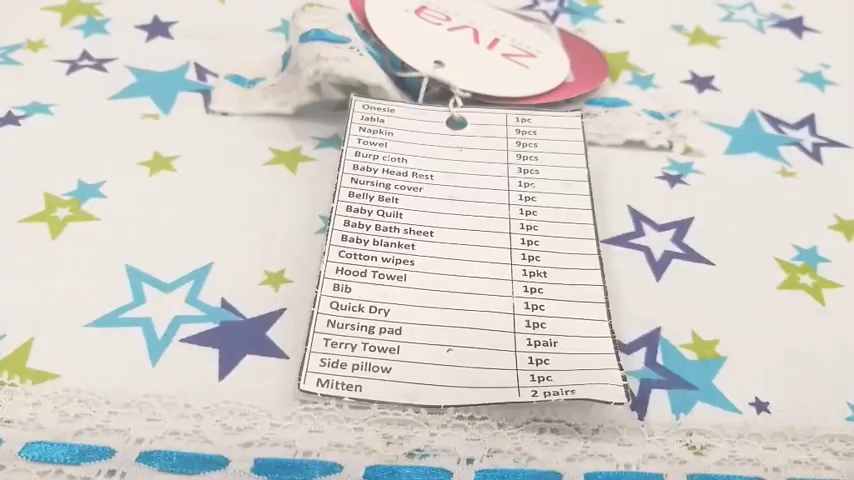 ziva
Onesie 1pc
Jabla 9pcs
Napkin 9pcs
Towel 9pcs
Burp cloth 3pcs
Baby Head Rest 1pc
Nursing cover 1pc
Belly Belt 1pc
Baby Quilt 1pc
Baby Bath sheet 1pc
Baby blanket 1pc
Cotton wipes 1pkt
Hood Towel 1pc
Bib 1pc
Quick Dry 1pc
Nursing pad 1pair
Terry Towel 1pc
Side pillow 1pc
Mitten 2 pairs